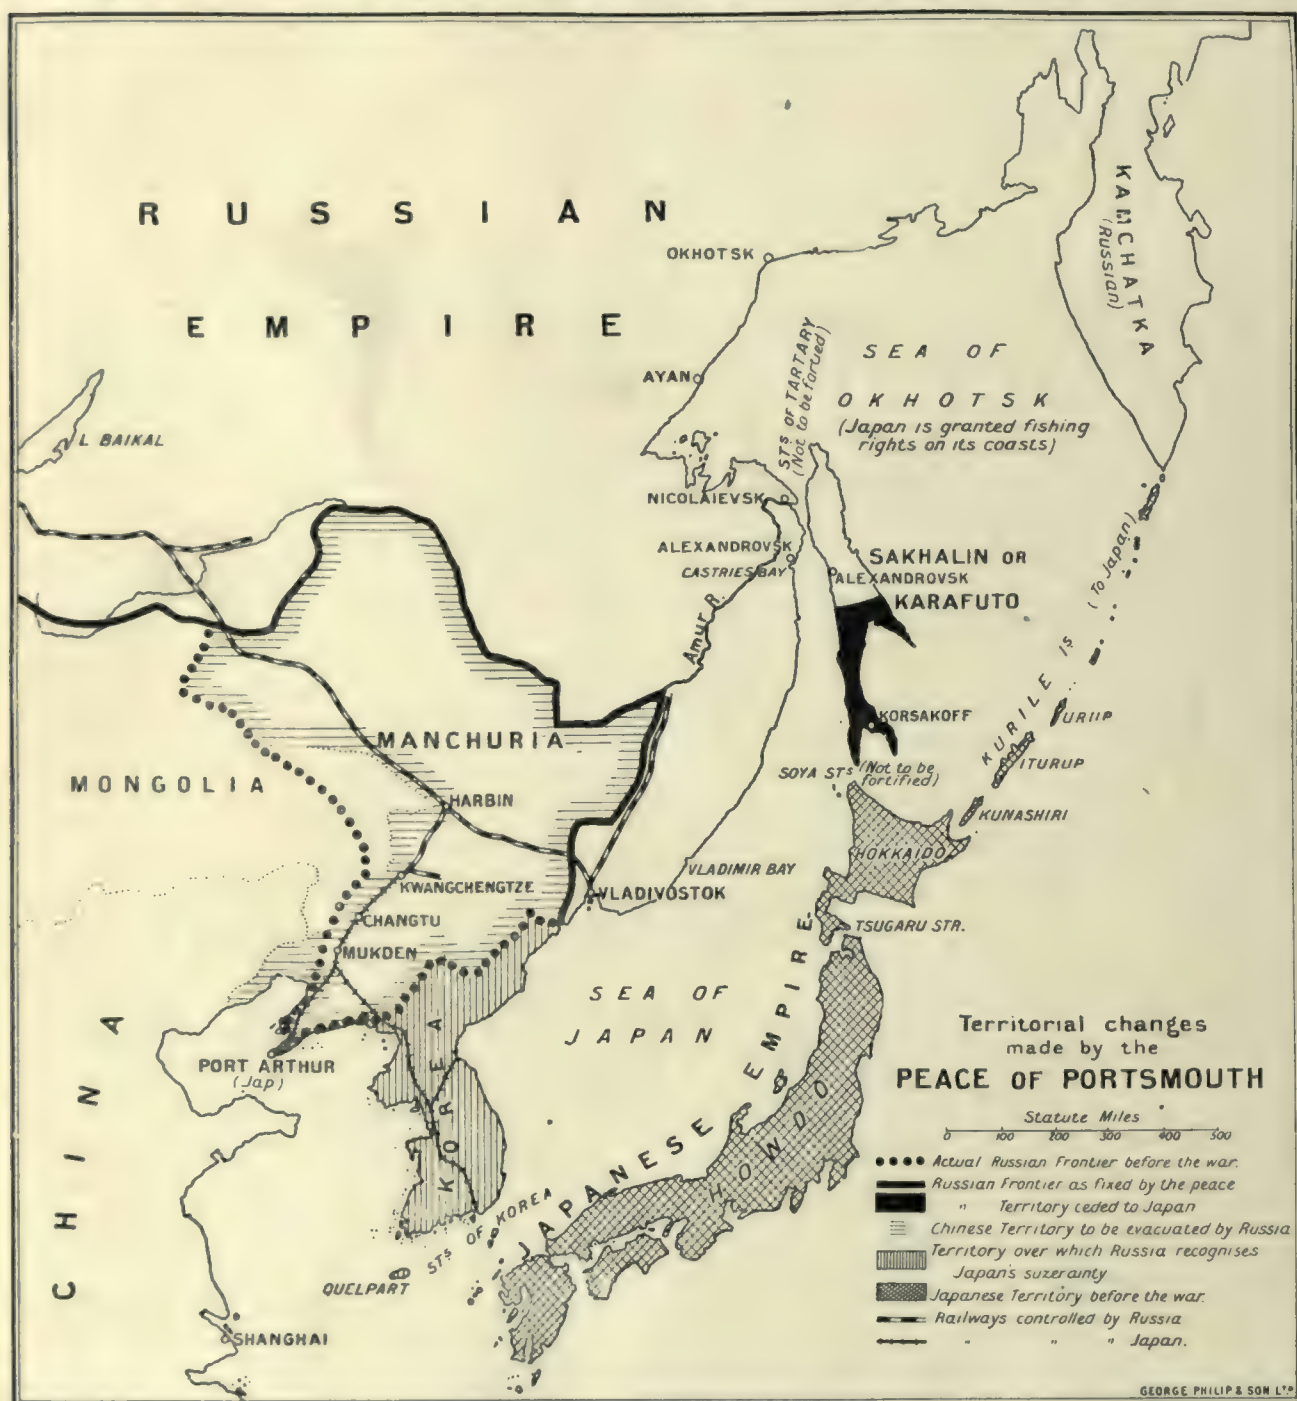 RUSSIAN
EMPIRE
KAMCHATKA
(Russian)
OKHOTSK
AYAN
STS OF TARTARY
(Not to be fortied)
SEA OF
OKHOTSK
(Japan is granted fishing
rights on its coasts)
L BAIKAL
NICOLAIEVSK
ALEXANDROVSK
CASTRIES BAY
SAKHALIN OR
ALEXANDROVSK
KARAFUTO
Amur R.
KURILE IS (To Japan)
KORSAKOFF
URUP
ITURUP
KUNASHIRI
SOYA STS (Not to be
fortified)
MANCHURIA
MONGOLIA
HARBIN
HOKKAIDO
VLADIMIR BAY
KWANGCHENGTZE
VLADIVOSTOK
CHANGTU
TSUGARU STR.
MUKDEN
SEA OF
JAPAN
PORT ARTHUR
(Jap)
KOREA
CHINA
JAPANESE EMPIRE
HOWDO
STS OF KOREA
QUELPART
SHANGHAI
Territorial changes
made by the
PEACE OF PORTSMOUTH
Statute Miles
0 100 200 300 400 500
Actual Russian Frontier before the war.
Russian Frontier as fixed by the peace
" Territory ceded to Japan
Chinese Territory to be evacuated by Russia
Territory over which Russia recognises
Japan's suzerainty
Japanese Territory before the war.
Railways controlled by Russia
" " " Japan.
GEORGE PHILIP & SON LTD